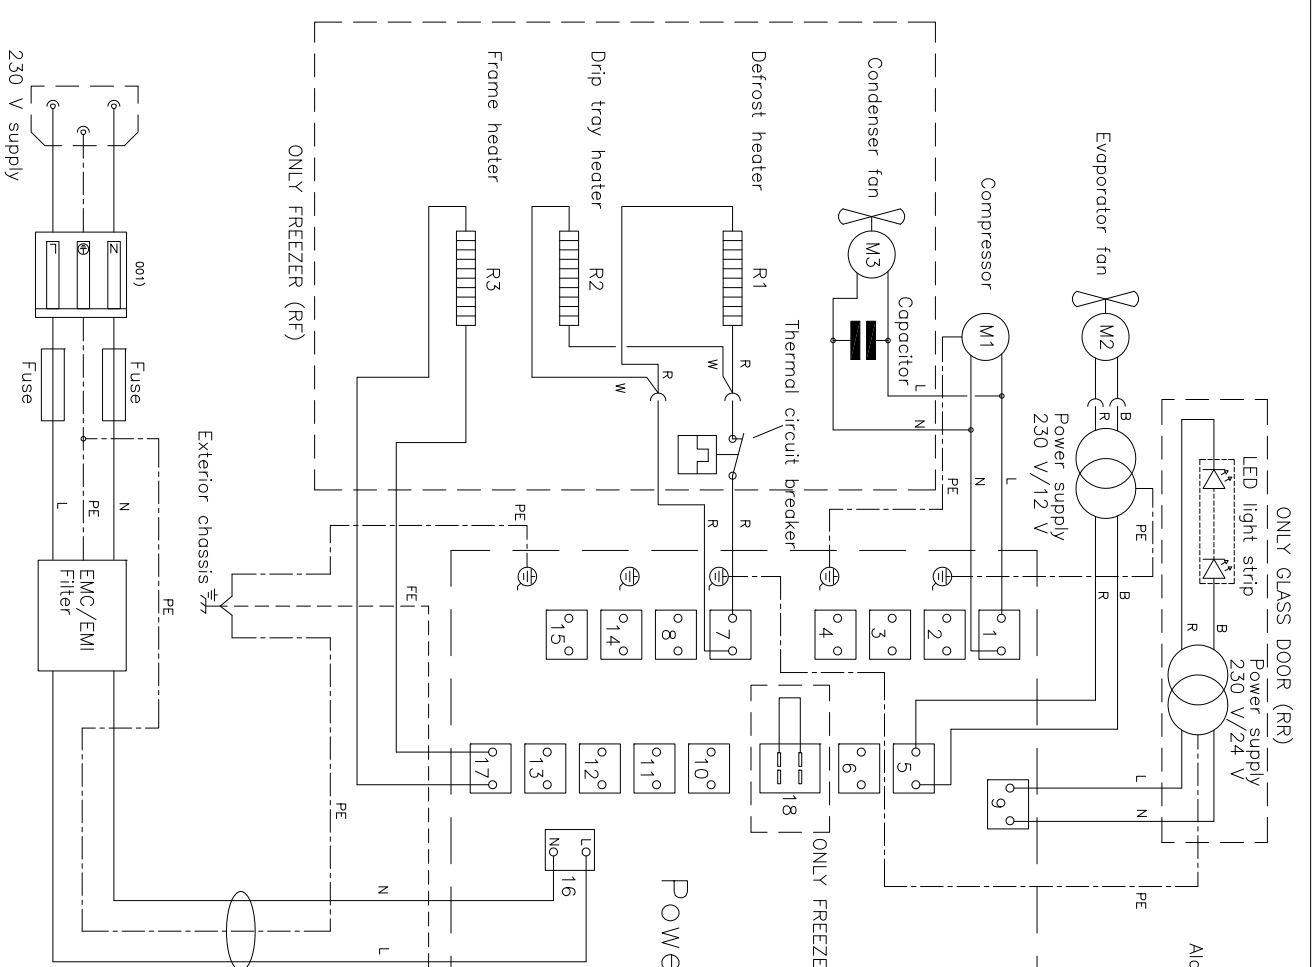 230 V supply
L
N
001)
Fuse
Fuse
L
PE
N
PE
EMC/EMI
Filter
Exterior chassis
ONLY FREEZER (RF)
Frame heater
R3
Drip tray heater
R2
Defrost heater
R1
Condenser fan
M3
Capacitor
Thermal circuit breaker
W
R
W
R
L
N
Compressor
M1
PE
N
L
Evaporator fan
M2
R
B
Power supply
230 V/12 V
PE
R
B
ONLY GLASS DOOR (RR)
LED light strip
R
B
Power supply
230 V/24 V
L
N
PE
PE
R
R
FE
PE
15
14
8
7
4
3
2
1
17
13
12
11
10
18
6
5
9
ONLY FREEZE
N
L
16
N
L
Powe
Alc